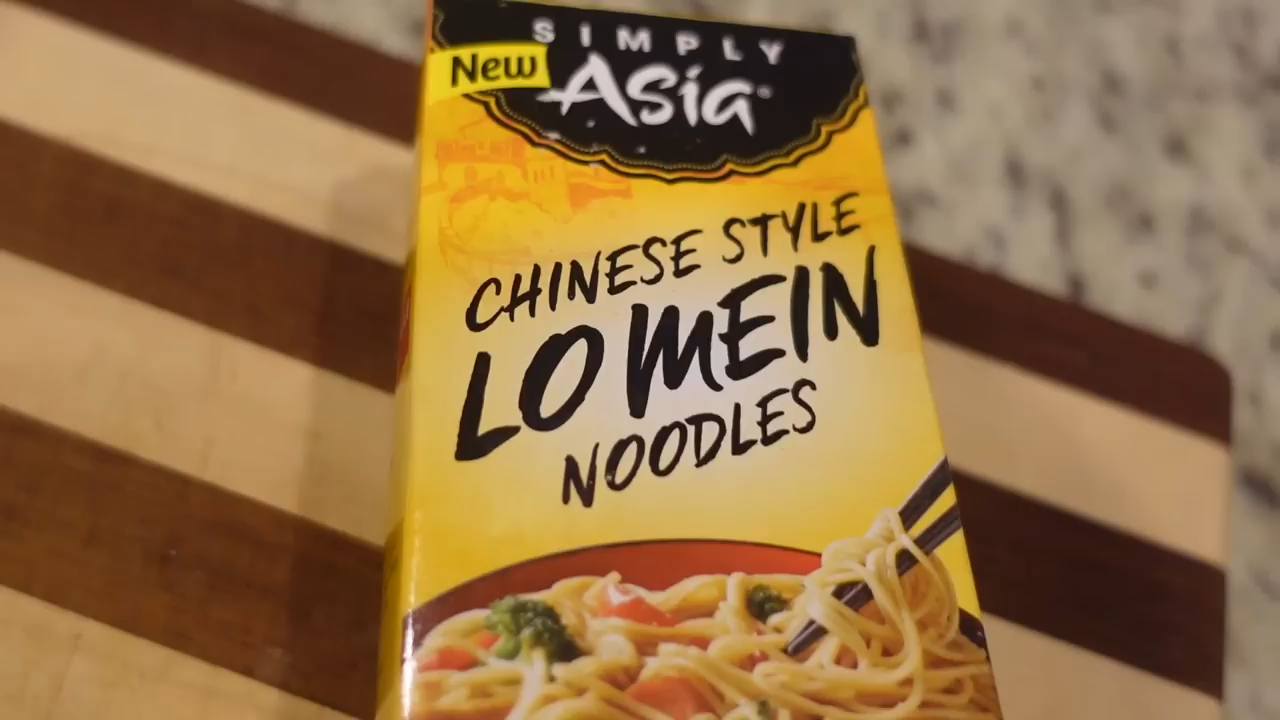 SIMPLY
New
Asia
CHINESE STYLE
LO MEIN
NOODLES